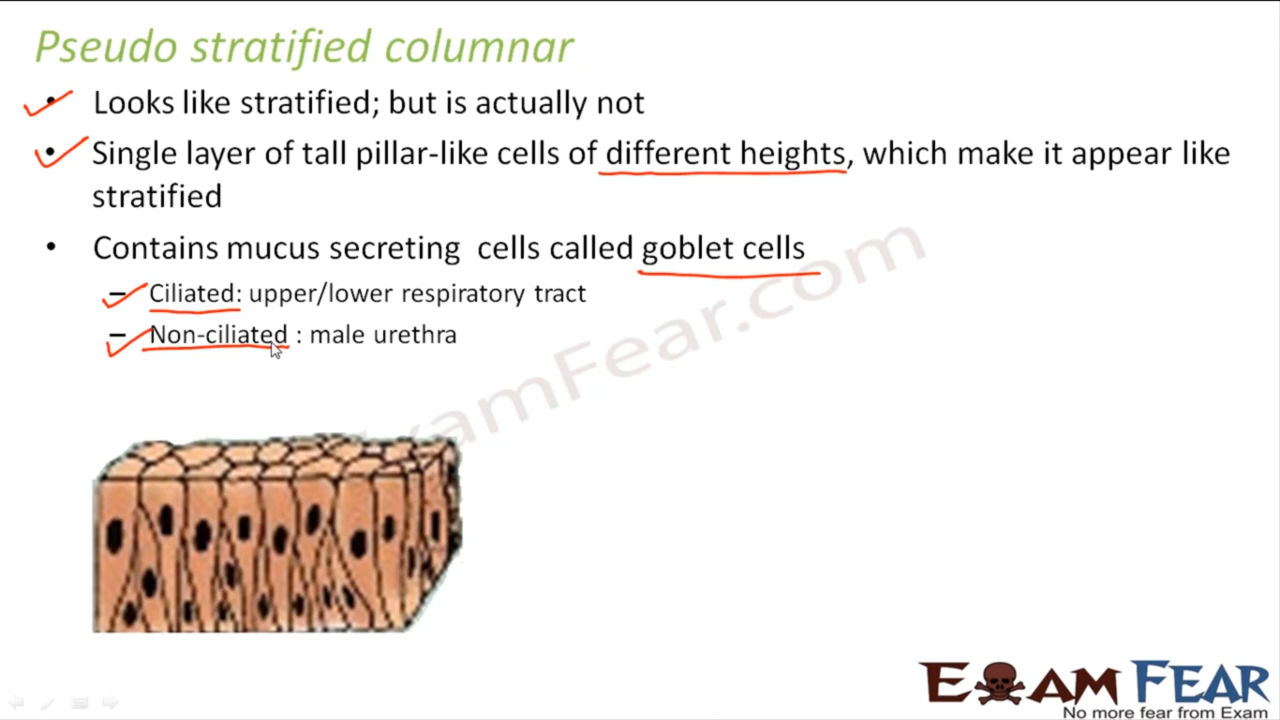 Pseudo stratified columnar
• Looks like stratified; but is actually not
• Single layer of tall pillar-like cells of different heights, which make it appear like
stratified
• Contains mucus secreting cells called goblet cells
– Ciliated: upper/lower respiratory tract
– Non-ciliated : male urethra
ExamFear.com
EXAM FEAR
No more fear from Exam